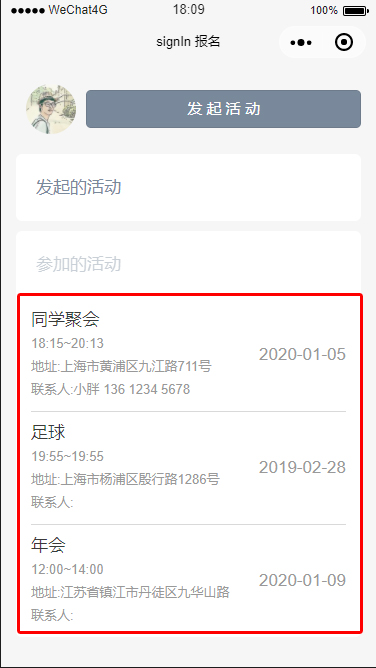 WeChat4G 18:09 100%
signIn 报名
发起活动
发起的活动
参加的活动
同学聚会
18:15~20:13
2020-01-05
地址:上海市黄浦区九江路711号
联系人:小胖 136 1234 5678
足球
19:55~19:55
2019-02-28
地址:上海市杨浦区殷行路1286号
联系人:
年会
12:00~14:00
2020-01-09
地址:江苏省镇江市丹徒区九华山路
联系人: